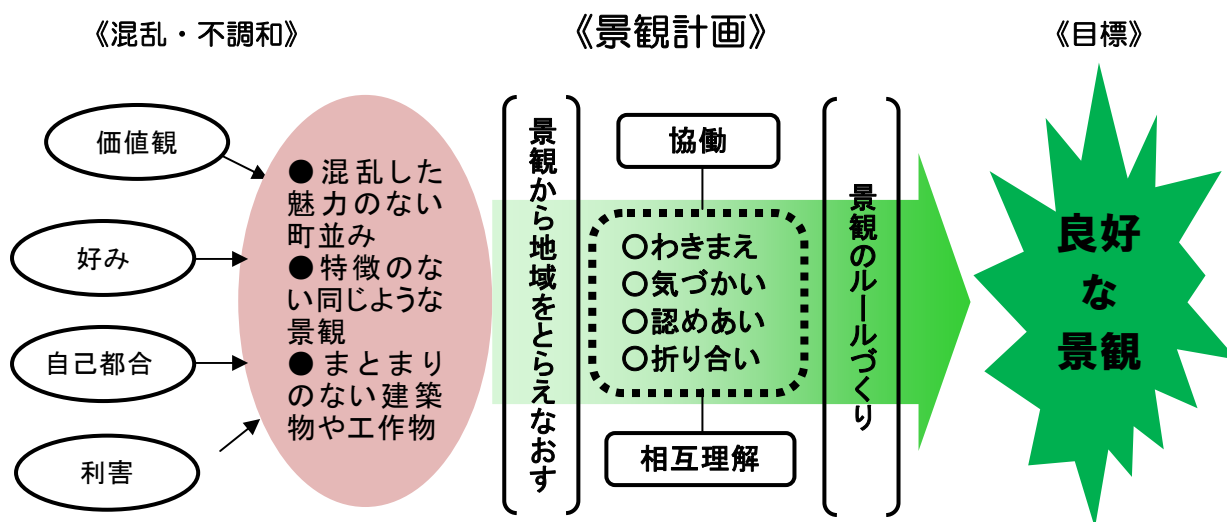 《混乱・不調和》
《景観計画》
《目標》
価値観
好み
自己都合
利害
●混乱した
魅力のない
町並み
●特徴のな
い同じような
景観
●まとまり
のない建築
物や工作物
景観から地域をとらえなおす
協働
○わきまえ
○気づかい
○認めあい
○折り合い
相互理解
景観のルールづくり
良好
な
景観